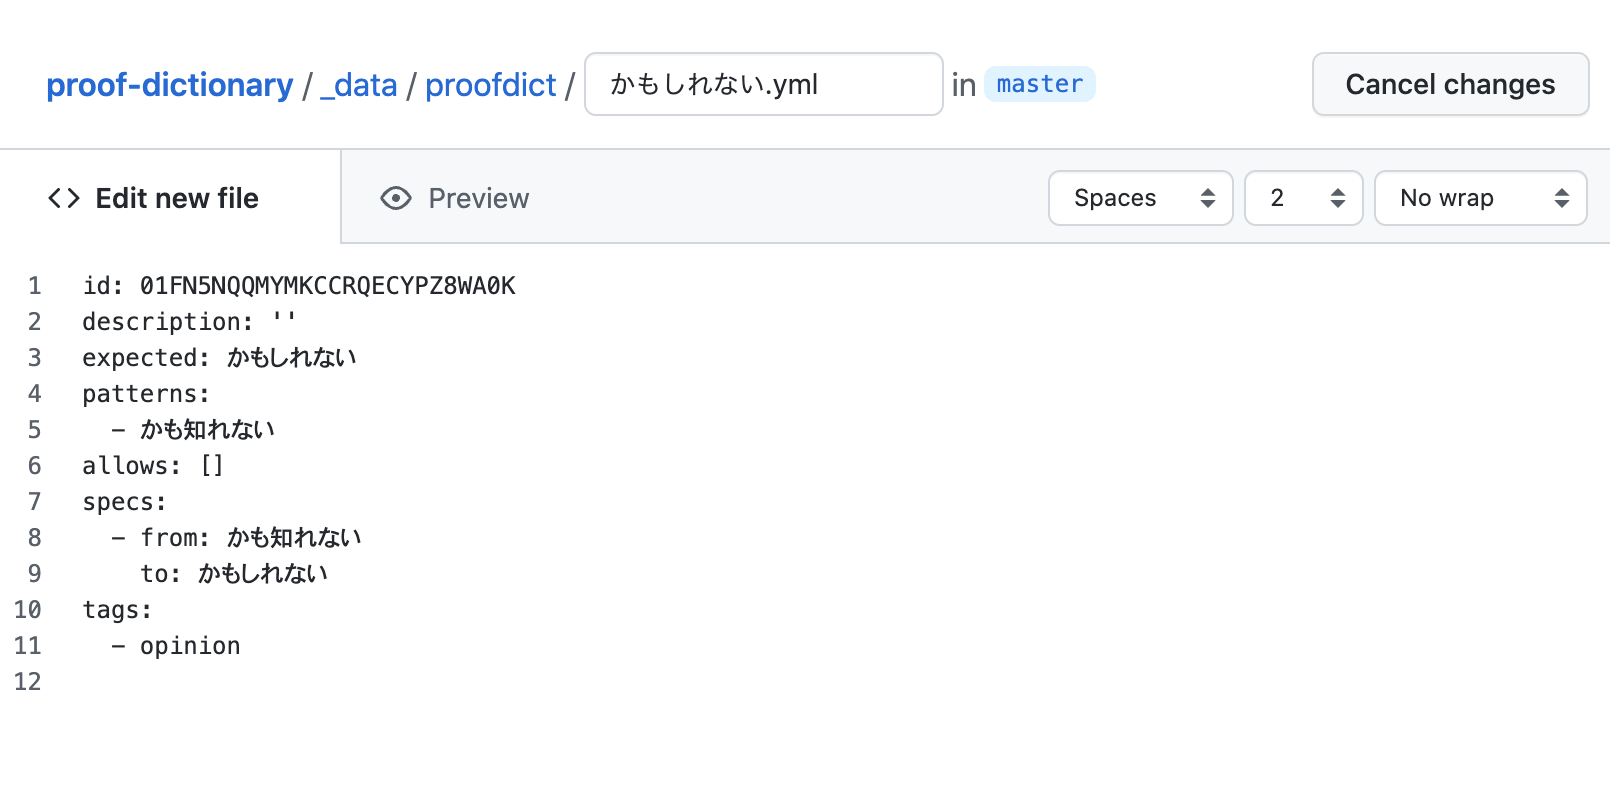 proof-dictionary / _data / proofdict / かもしれない.yml in master Cancel changes
Edit new file Preview Spaces 2 No wrap
1 id: 01FN5NQQMYMKCCRQECYPZ8WA0K
2 description: ''
3 expected: かもしれない
4 patterns:
5   - かも知れない
6 allows: []
7 specs:
8   - from: かも知れない
9     to: かもしれない
10 tags:
11   - opinion
12